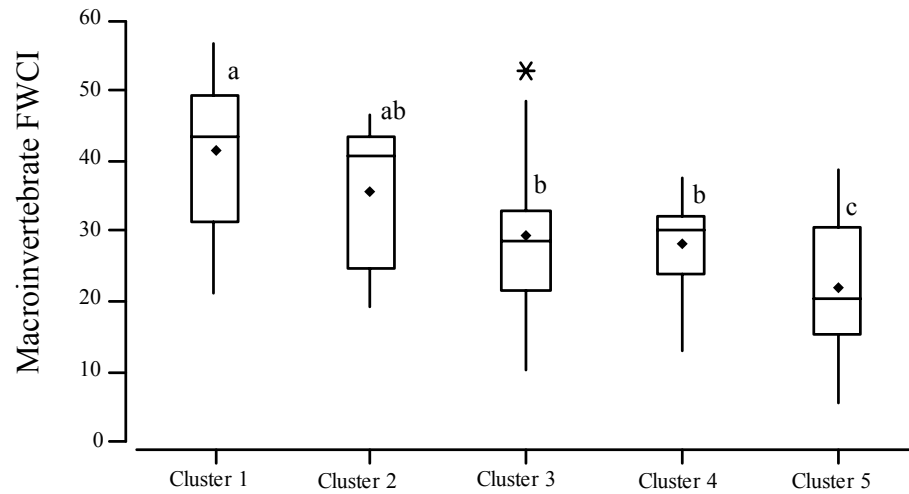 Macroinvertebrate FWCI
60
50
40
30
20
10
0
a
ab
b
b
c
Cluster 1
Cluster 2
Cluster 3
Cluster 4
Cluster 5